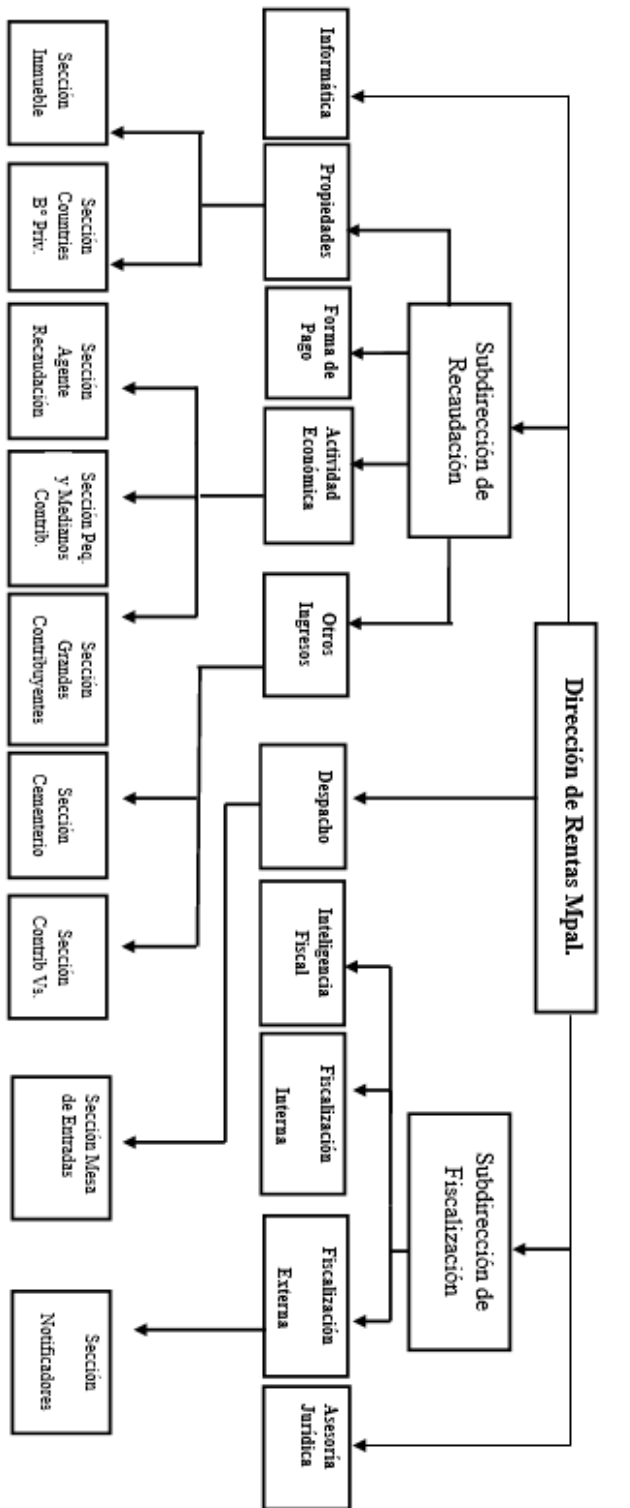 Dirección de Rentas Mpal.
Subdirección de
Recaudación
Subdirección de
Fiscalización
Informática
Propiedades
Forma de
Pago
Actividad
Económica
Otros
Ingresos
Despacho
Inteligencia
Fiscal
Fiscalización
Interna
Fiscalización
Externa
Asesoría
Jurídica
Sección
Inmueble
Sección
Countries
B° Priv.
Sección
Agente
Recaudación
Sección Peq.
y Medianos
Contrib.
Sección
Grandes
Contribuyentes
Sección
Cementerio
Sección
Contrib Vs.
Sección Mesa
de Entradas
Sección
Notificadores